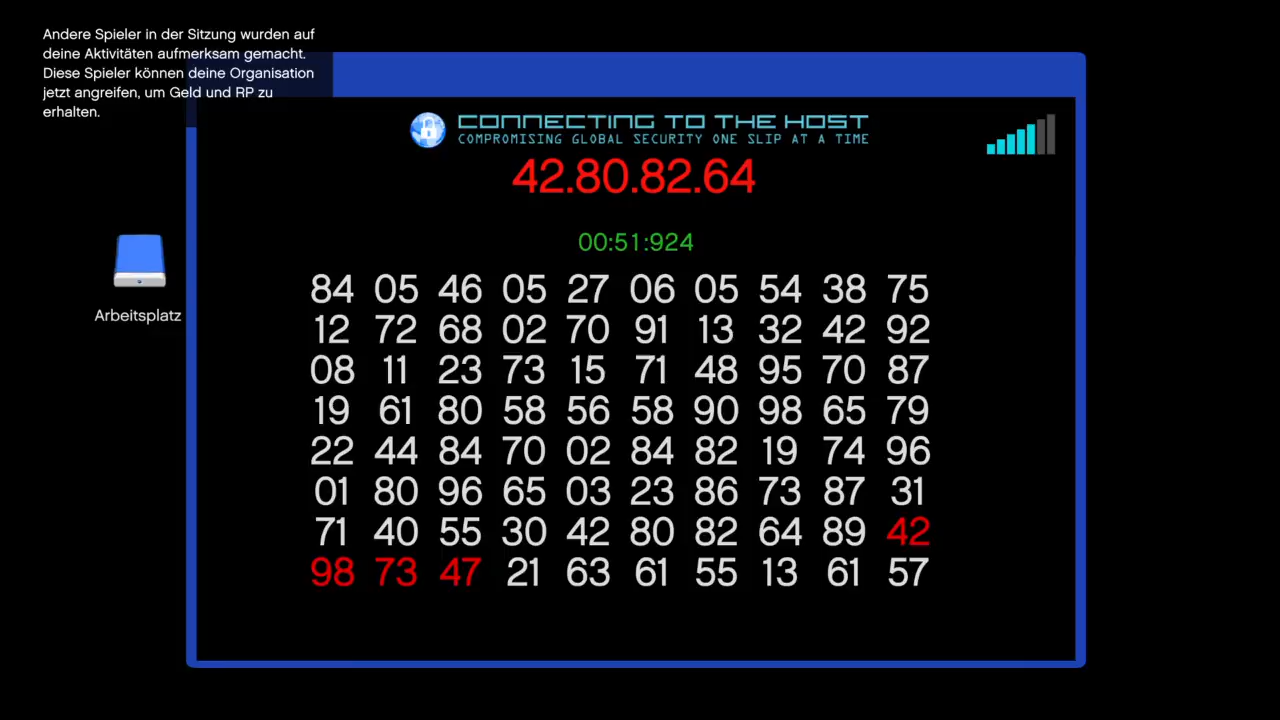 Andere Spieler in der Sitzung wurden auf
deine Aktivitäten aufmerksam gemacht.
Diese Spieler können deine Organisation
jetzt angreifen, um Geld und RP zu
erhalten.
CONNECTING TO THE HOST
COMPROMISING GLOBAL SECURITY ONE SLIP AT A TIME
42.80.82.64
00:51:924
84 05 46 05 27 06 05 54 38 75
12 72 68 02 70 91 13 32 42 92
08 11 23 73 15 71 48 95 70 87
19 61 80 58 56 58 90 98 65 79
22 44 84 70 02 84 82 19 74 96
01 80 96 65 03 23 86 73 87 31
71 40 55 30 42 80 82 64 89 42
98 73 47 21 63 61 55 13 61 57
Arbeitsplatz